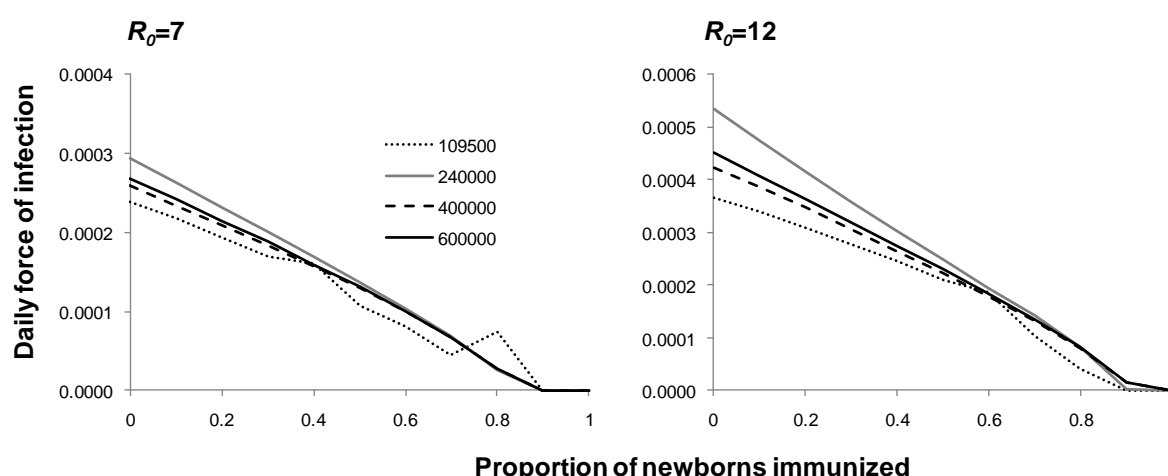 R0=7
R0=12
Daily force of infection
0.0004
0.0003
0.0002
0.0001
0.0000
109500
240000
400000
600000
0 0.2 0.4 0.6 0.8 1
0.0006
0.0005
0.0004
0.0003
0.0002
0.0001
0.0000
0 0.2 0.4 0.6 0.8
Proportion of newborns immunized